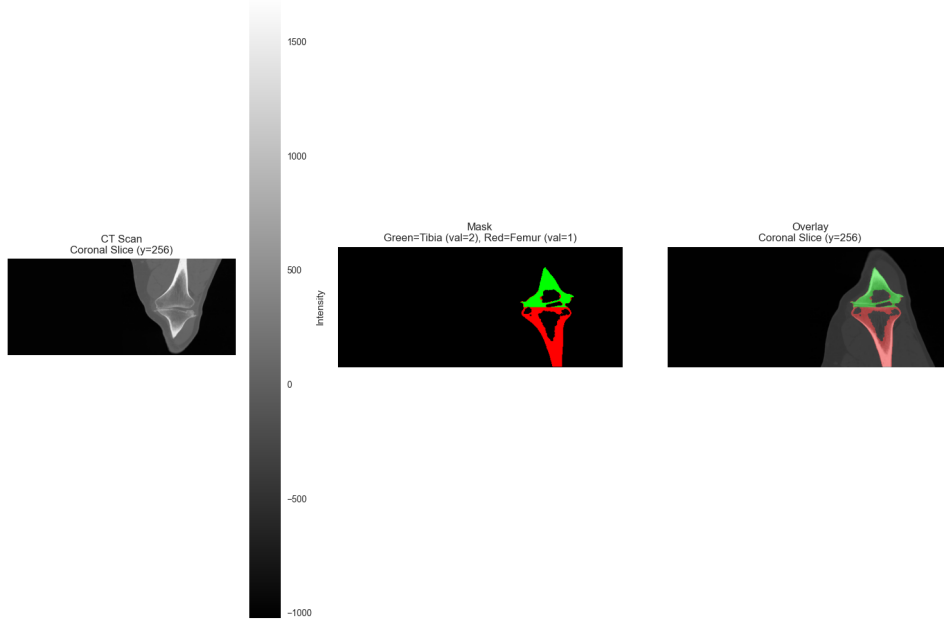 CT Scan
Coronal Slice (y=256)
1500
1000
500
0
−500
−1000
Intensity
Mask
Green=Tibia (val=2), Red=Femur (val=1)
Overlay
Coronal Slice (y=256)